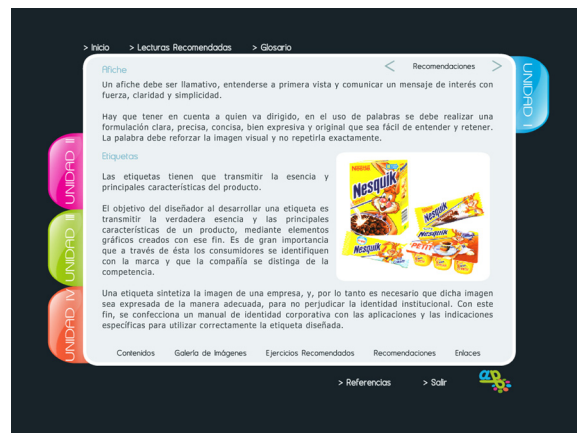 > Inicio > Lecturas Recomendadas > Glosario
Afiche
< Recomendaciones >
Un afiche debe ser llamativo, entenderse a primera vista y comunicar un mensaje de interés con
fuerza, claridad y simplicidad.
Hay que tener en cuenta a quien va dirigido, en el uso de palabras se debe realizar una
formulación clara, precisa, concisa, bien expresiva y original que sea fácil de entender y retener.
La palabra debe reforzar la imagen visual y no repetirla exactamente.
Etiquetas
Las etiquetas tienen que transmitir la esencia y
principales características del producto.
El objetivo del diseñador al desarrollar una etiqueta es
transmitir la verdadera esencia y las principales
características de un producto, mediante elementos
gráficos creados con ese fin. Es de gran importancia
que a través de ésta los consumidores se identifiquen
con la marca y que la compañía se distinga de la
competencia.
Nesquik
Nesquik
Nesquik
PETIT
Una etiqueta sintetiza la imagen de una empresa, y, por lo tanto es necesario que dicha imagen
sea expresada de la manera adecuada, para no perjudicar la identidad institucional. Con este
fin, se confecciona un manual de identidad corporativa con las aplicaciones y las indicaciones
específicas para utilizar correctamente la etiqueta diseñada.
Contenidos Galería de Imágenes Ejercicios Recomendados Recomendaciones Enlaces
> Referencias > Salir
UNIDAD I
UNIDAD II
UNIDAD III
UNIDAD IV